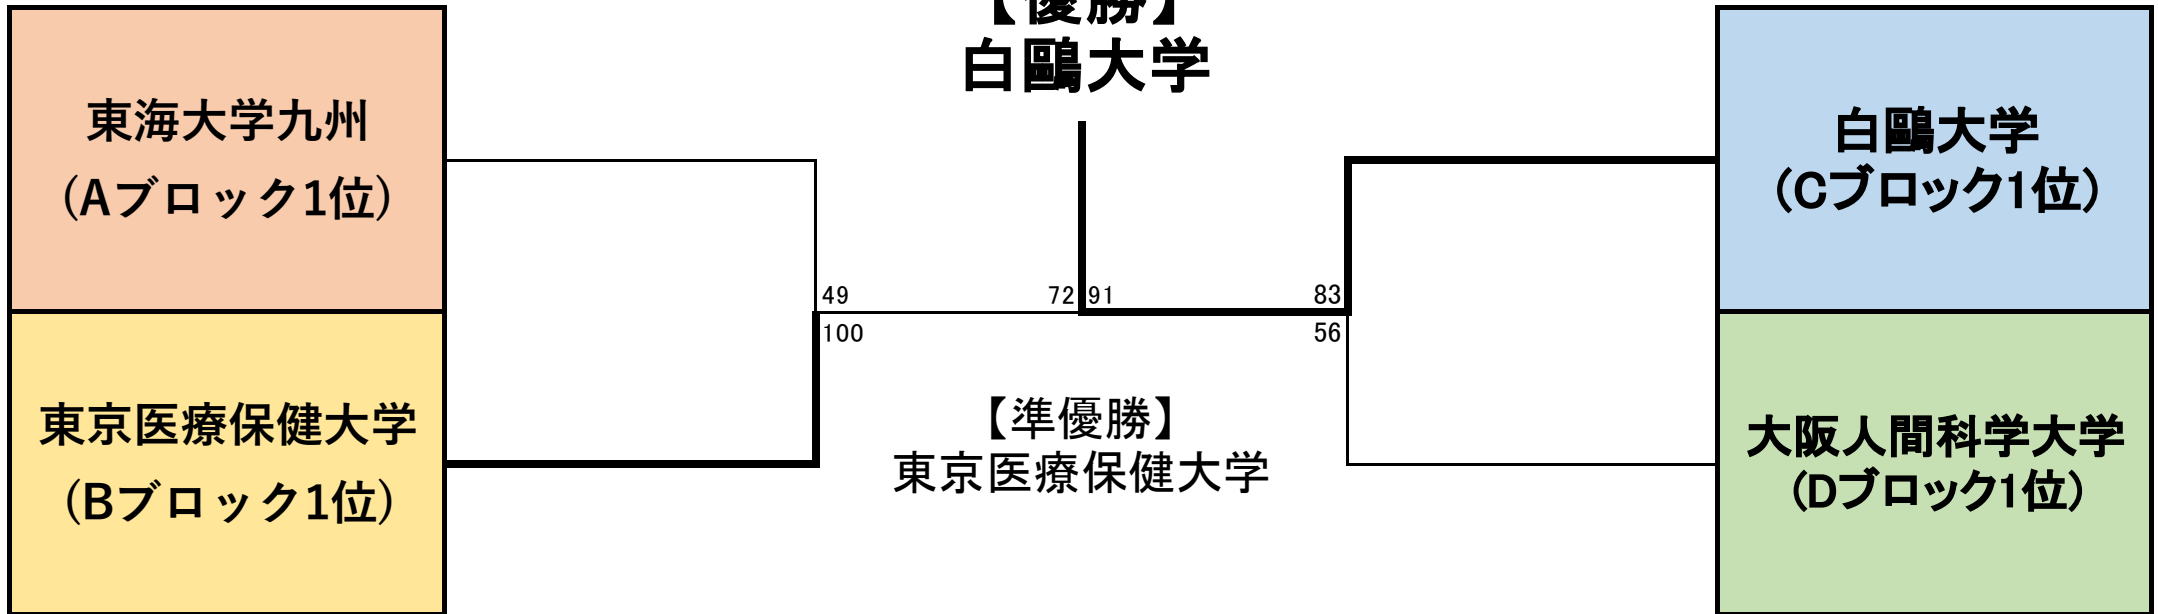 【優勝】
白鷗大学
東海大学九州
(Aブロック1位)
白鷗大学
(Cブロック1位)
49
72
91
83
100
56
東京医療保健大学
(Bブロック1位)
【準優勝】
東京医療保健大学
大阪人間科学大学
(Dブロック1位)